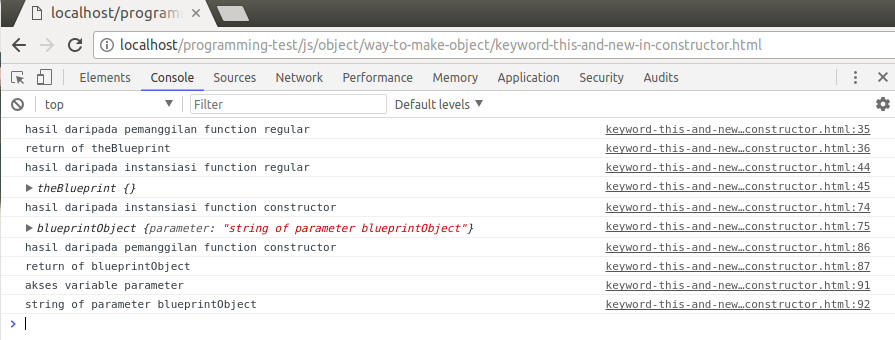 localhost/programm
localhost/programming-test/js/object/way-to-make-object/keyword-this-and-new-in-constructor.html
Elements Console Sources Network Performance Memory Application Security Audits
top Filter Default levels
hasil daripada pemanggilan function regular keyword-this-and-new…constructor.html:35
return of theBlueprint keyword-this-and-new…constructor.html:36
hasil daripada instansiasi function regular keyword-this-and-new…constructor.html:44
theBlueprint {} keyword-this-and-new…constructor.html:45
hasil daripada instansiasi function constructor keyword-this-and-new…constructor.html:74
blueprintObject {parameter: "string of parameter blueprintObject"} keyword-this-and-new…constructor.html:75
hasil daripada pemanggilan function constructor keyword-this-and-new…constructor.html:86
return of blueprintObject keyword-this-and-new…constructor.html:87
akses variable parameter keyword-this-and-new…constructor.html:91
string of parameter blueprintObject keyword-this-and-new…constructor.html:92
>